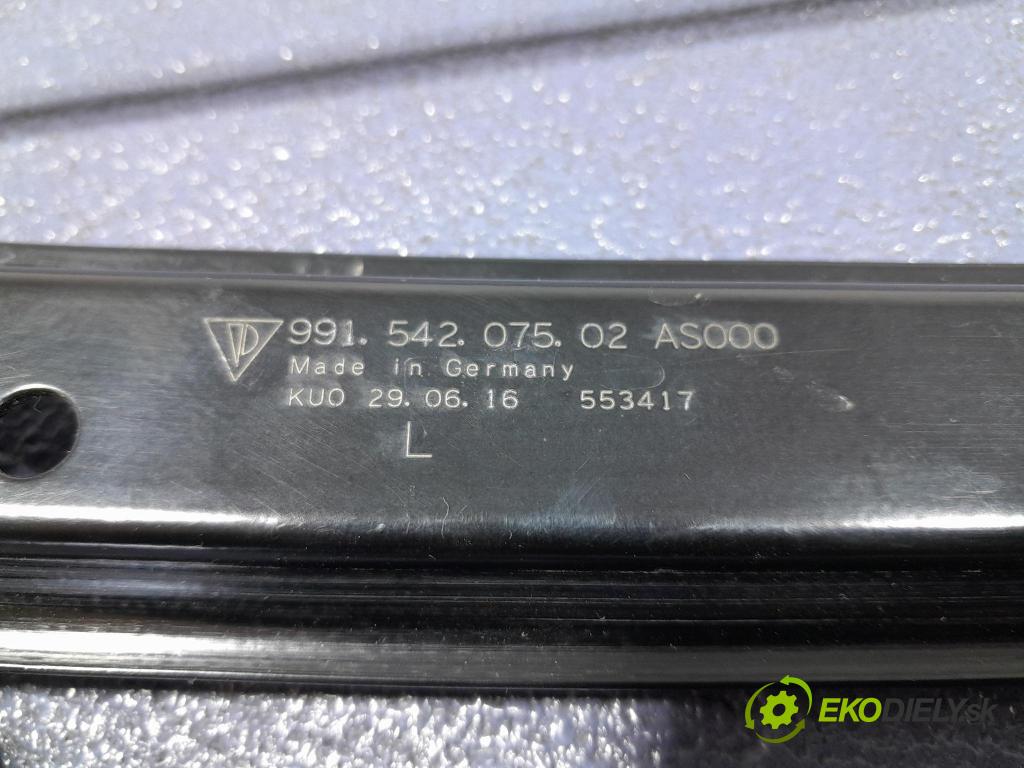 991. 542. 075. 02 AS000
Made in Germany
KUO 29. 06. 16 553417
L
EKODIELY.sk